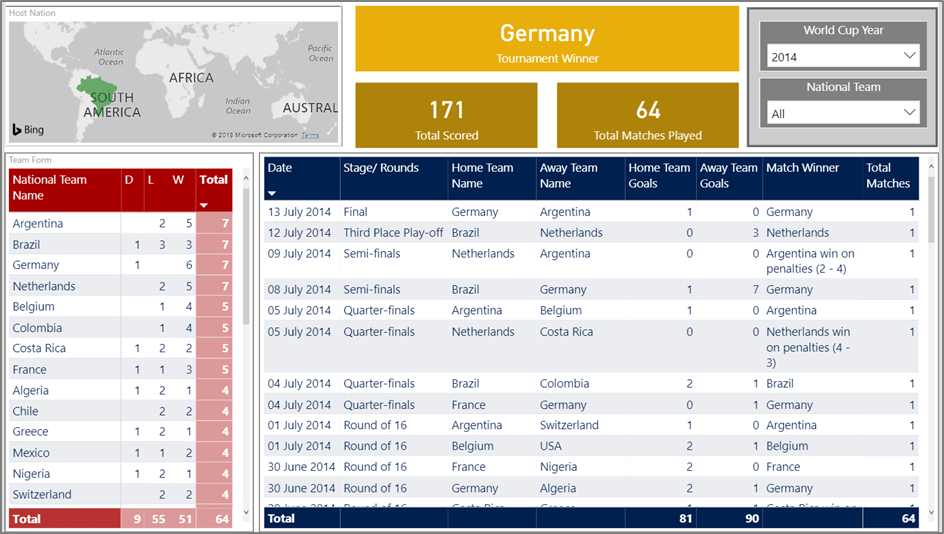 Host Nation
Atlantic
Ocean
Pacific
Ocean
AFRICA
SOUTH
AMERICA
Indian
Ocean
AUSTRAL
Bing
© 2018 Microsoft Corporation Terms
Germany
Tournament Winner
171
Total Scored
64
Total Matches Played
World Cup Year
2014
National Team
All
Team Form
National Team Name D L W Total
Argentina 2 5 7
Brazil 1 3 3 7
Germany 1 6 7
Netherlands 2 5 7
Belgium 1 4 5
Colombia 1 4 5
Costa Rica 1 2 2 5
France 1 1 3 5
Algeria 1 2 1 4
Chile 2 2 4
Greece 1 2 1 4
Mexico 1 1 2 4
Nigeria 1 2 1 4
Switzerland 2 2 4
Total 9 55 51 64
Date Stage/ Rounds Home Team Name Away Team Name Home Team Goals Away Team Goals Match Winner Total Matches
13 July 2014 Final Germany Argentina 1 0 Germany 1
12 July 2014 Third Place Play-off Brazil Netherlands 0 3 Netherlands 1
09 July 2014 Semi-finals Netherlands Argentina 0 0 Argentina win on penalties (2 - 4) 1
08 July 2014 Semi-finals Brazil Germany 1 7 Germany 1
05 July 2014 Quarter-finals Argentina Belgium 1 0 Argentina 1
05 July 2014 Quarter-finals Netherlands Costa Rica 0 0 Netherlands win on penalties (4 - 3) 1
04 July 2014 Quarter-finals Brazil Colombia 2 1 Brazil 1
04 July 2014 Quarter-finals France Germany 0 1 Germany 1
01 July 2014 Round of 16 Argentina Switzerland 1 0 Argentina 1
01 July 2014 Round of 16 Belgium USA 2 1 Belgium 1
30 June 2014 Round of 16 France Nigeria 2 0 France 1
30 June 2014 Round of 16 Germany Algeria 2 1 Germany 1
Total 81 90 64